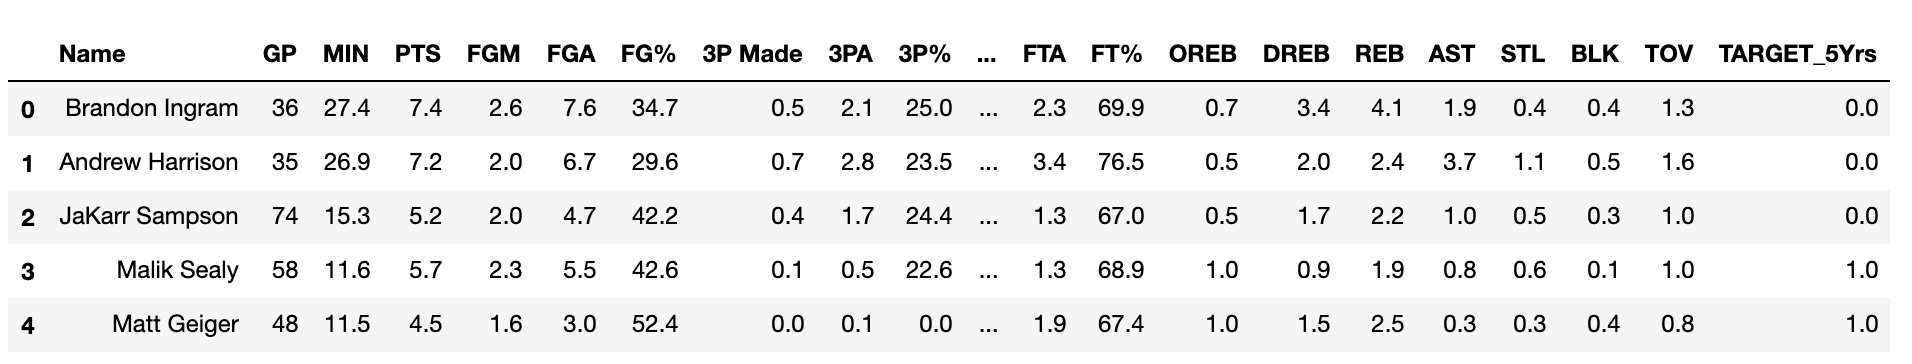 Name GP MIN PTS FGM FGA FG% 3P Made 3PA 3P% ... FTA FT% OREB DREB REB AST STL BLK TOV TARGET_5Yrs
0 Brandon Ingram 36 27.4 7.4 2.6 7.6 34.7 0.5 2.1 25.0 ... 2.3 69.9 0.7 3.4 4.1 1.9 0.4 0.4 1.3 0.0
1 Andrew Harrison 35 26.9 7.2 2.0 6.7 29.6 0.7 2.8 23.5 ... 3.4 76.5 0.5 2.0 2.4 3.7 1.1 0.5 1.6 0.0
2 JaKarr Sampson 74 15.3 5.2 2.0 4.7 42.2 0.4 1.7 24.4 ... 1.3 67.0 0.5 1.7 2.2 1.0 0.5 0.3 1.0 0.0
3 Malik Sealy 58 11.6 5.7 2.3 5.5 42.6 0.1 0.5 22.6 ... 1.3 68.9 1.0 0.9 1.9 0.8 0.6 0.1 1.0 1.0
4 Matt Geiger 48 11.5 4.5 1.6 3.0 52.4 0.0 0.1 0.0 ... 1.9 67.4 1.0 1.5 2.5 0.3 0.3 0.4 0.8 1.0